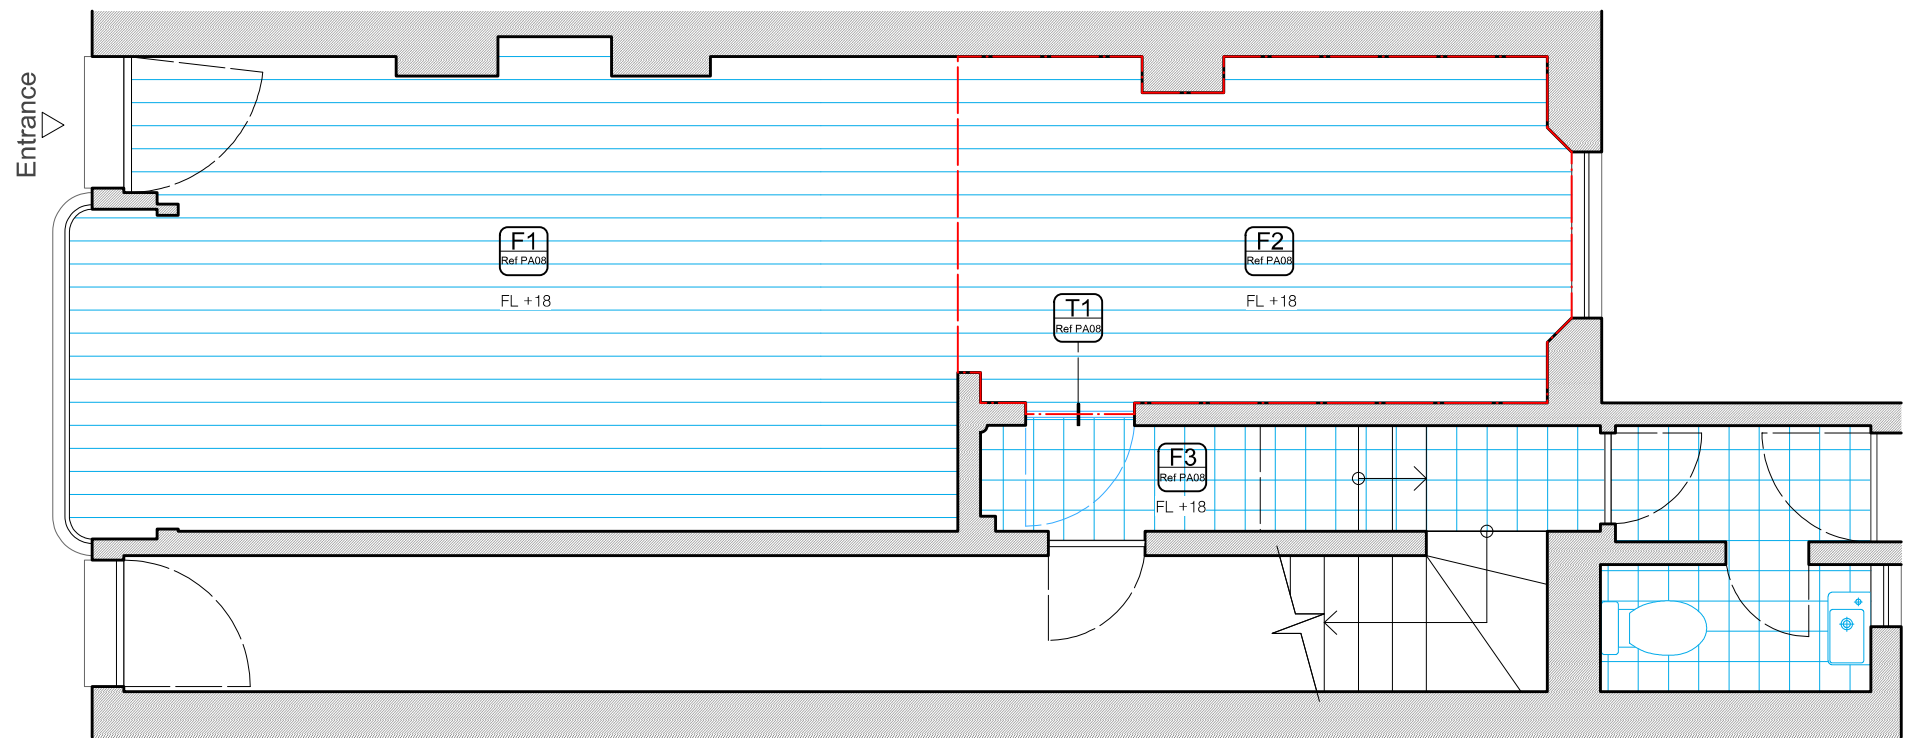 Entrance
F1
Ref PA08
FL +18
F2
Ref PA08
FL +18
T1
Ref PA08
F3
Ref PA08
FL +18